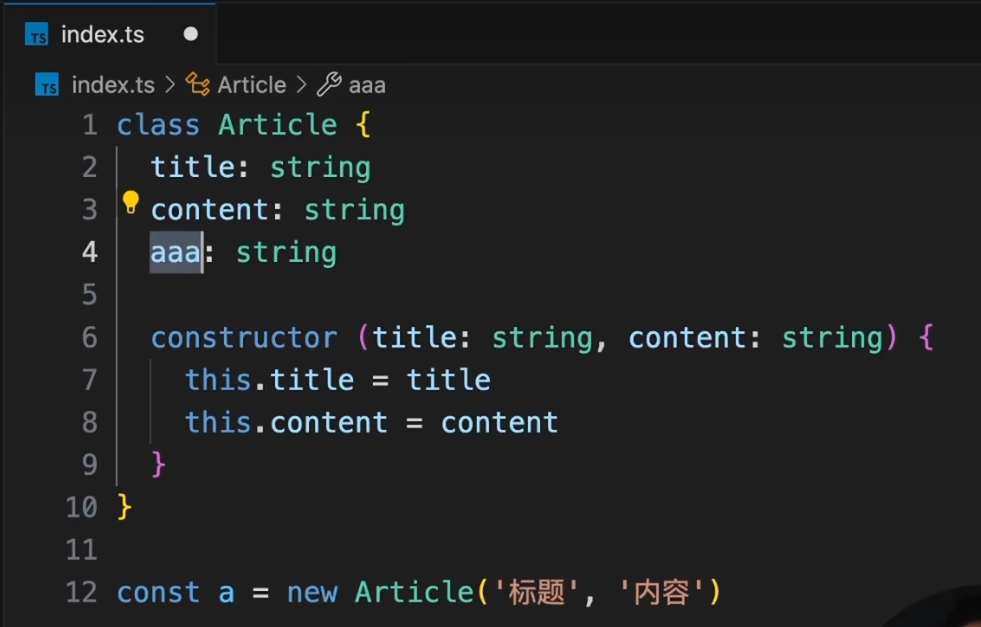 TS index.ts
TS index.ts > Article > aaa
1 class Article {
2 title: string
3 content: string
4 aaa: string
5
6 constructor (title: string, content: string) {
7 this.title = title
8 this.content = content
9 }
10 }
11
12 const a = new Article('标题', '内容')